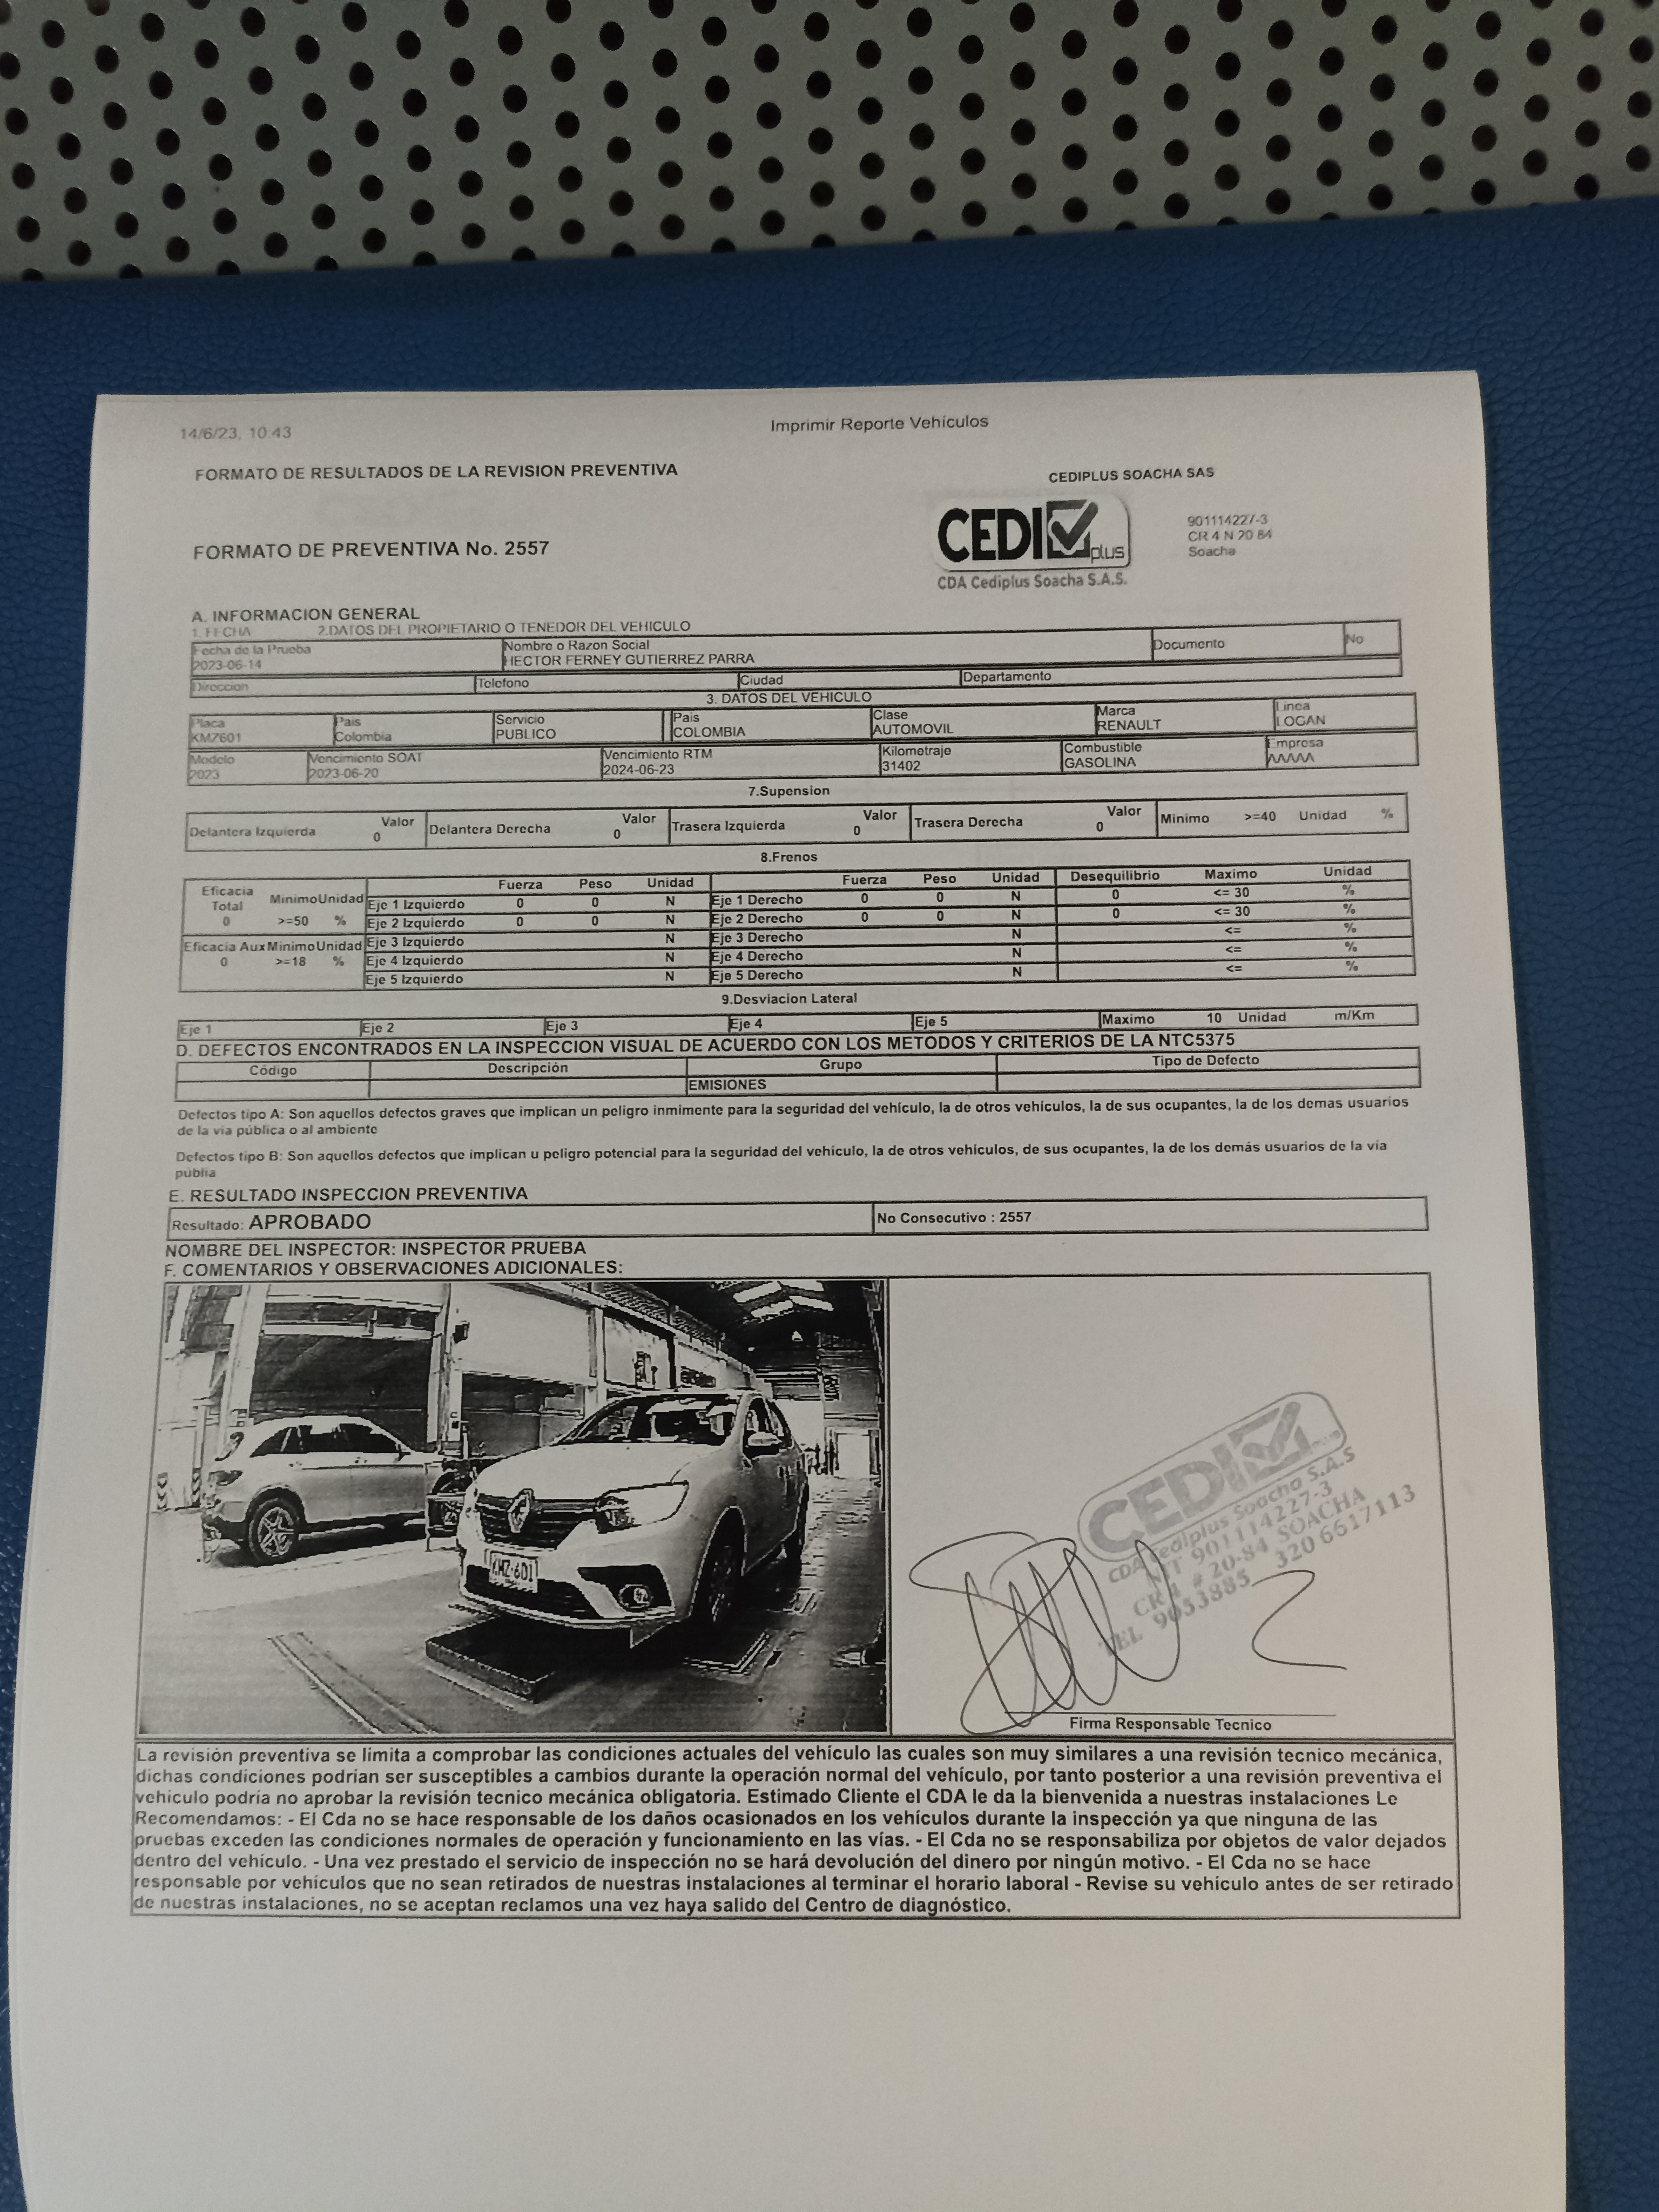 14/6/23, 10:43 Imprimir Reporte Vehículos
FORMATO DE RESULTADOS DE LA REVISION PREVENTIVA
CEDIPLUS SOACHA SAS
FORMATO DE PREVENTIVA No. 2557
CEDI plus
CDA Cediplus Soacha S.A.S.
901114227-3
CR 4 N 20 84
Soacha
A. INFORMACION GENERAL
1. FECHA 2.DATOS DEL PROPIETARIO O TENEDOR DEL VEHICULO
Fecha de la Prueba Nombre o Razon Social Documento No
2023-06-14 HECTOR FERNEY GUTIERREZ PARRA
Direccion Telefono Ciudad Departamento
3. DATOS DEL VEHICULO
Placa Pais Servicio Pais Clase Marca Linea
KMZ601 Colombia PUBLICO COLOMBIA AUTOMOVIL RENAULT LOGAN
Modelo Vencimiento SOAT Vencimiento RTM Kilometraje Combustible Empresa
2023 2023-06-20 2024-06-23 31402 GASOLINA
7.Supension
Delantera Izquierda Valor 0 Delantera Derecha Valor 0 Trasera Izquierda Valor 0 Trasera Derecha Valor 0 Minimo >=40 Unidad %
8.Frenos
Eficacia Total Minimo Unidad Fuerza Peso Unidad Fuerza Peso Unidad Desequilibrio Maximo Unidad
0 >=50 % Eje 1 Izquierdo 0 0 N Eje 1 Derecho 0 0 N 0 <= 30 %
Eje 2 Izquierdo 0 0 N Eje 2 Derecho 0 0 N 0 <= 30 %
Eficacia Aux Minimo Unidad Eje 3 Izquierdo N Eje 3 Derecho N <= %
0 >=18 % Eje 4 Izquierdo N Eje 4 Derecho N <= %
Eje 5 Izquierdo N Eje 5 Derecho N <= %
9.Desviacion Lateral
Eje 1 Eje 2 Eje 3 Eje 4 Eje 5 Maximo 10 Unidad m/Km
D. DEFECTOS ENCONTRADOS EN LA INSPECCION VISUAL DE ACUERDO CON LOS METODOS Y CRITERIOS DE LA NTC5375
Código Descripción Grupo Tipo de Defecto
EMISIONES
Defectos tipo A: Son aquellos defectos graves que implican un peligro inmimente para la seguridad del vehículo, la de otros vehículos, la de sus ocupantes, la de los demas usuarios
de la via pública o al ambiente
Defectos tipo B: Son aquellos defectos que implican u peligro potencial para la seguridad del vehículo, la de otros vehículos, de sus ocupantes, la de los demás usuarios de la vía
públia
E. RESULTADO INSPECCION PREVENTIVA
Resultado: APROBADO No Consecutivo : 2557
NOMBRE DEL INSPECTOR: INSPECTOR PRUEBA
F. COMENTARIOS Y OBSERVACIONES ADICIONALES:
KMZ·601
CEDI PLUS
CDA Cediplus Soacha S.A.S
NIT 901114227-3
CR 4 # 20-84 SOACHA
TEL 9053885 320 6617113
Firma Responsable Tecnico
La revisión preventiva se limita a comprobar las condiciones actuales del vehículo las cuales son muy similares a una revisión tecnico mecánica,
dichas condiciones podrían ser susceptibles a cambios durante la operación normal del vehículo, por tanto posterior a una revisión preventiva el
vehículo podría no aprobar la revisión tecnico mecánica obligatoria. Estimado Cliente el CDA le da la bienvenida a nuestras instalaciones Le
Recomendamos: - El Cda no se hace responsable de los daños ocasionados en los vehículos durante la inspección ya que ninguna de las
pruebas exceden las condiciones normales de operación y funcionamiento en las vías. - El Cda no se responsabiliza por objetos de valor dejados
dentro del vehículo. - Una vez prestado el servicio de inspección no se hará devolución del dinero por ningún motivo. - El Cda no se hace
responsable por vehículos que no sean retirados de nuestras instalaciones al terminar el horario laboral - Revise su vehículo antes de ser retirado
de nuestras instalaciones, no se aceptan reclamos una vez haya salido del Centro de diagnóstico.